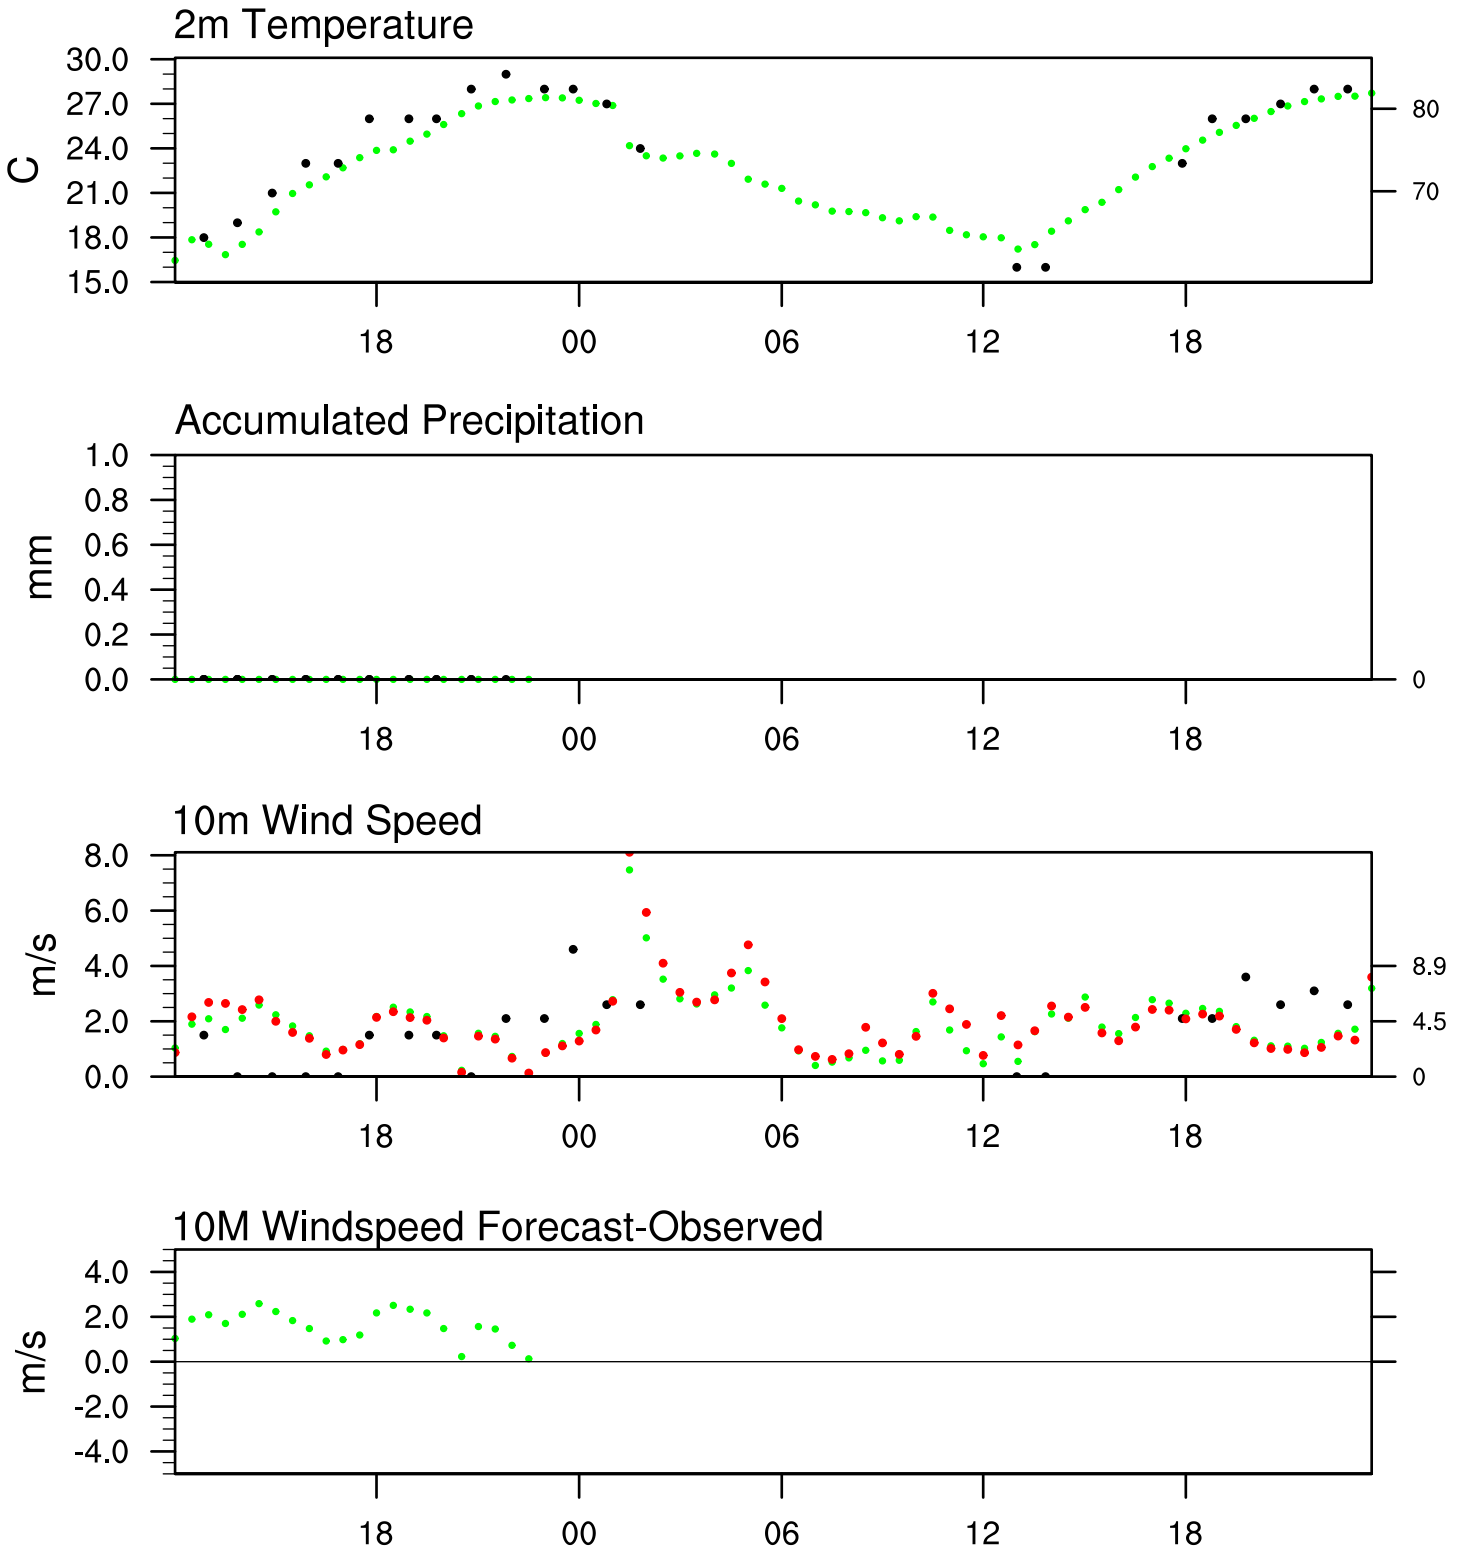 2m Temperature
30.0
27.0
24.0
21.0
18.0
15.0
C
80
70
18 00 06 12 18
Accumulated Precipitation
1.0
0.8
0.6
0.4
0.2
0.0
mm
0
18 00 06 12 18
10m Wind Speed
8.0
6.0
4.0
2.0
0.0
m/s
8.9
4.5
0
18 00 06 12 18
10M Windspeed Forecast-Observed
4.0
2.0
0.0
-2.0
-4.0
m/s
18 00 06 12 18